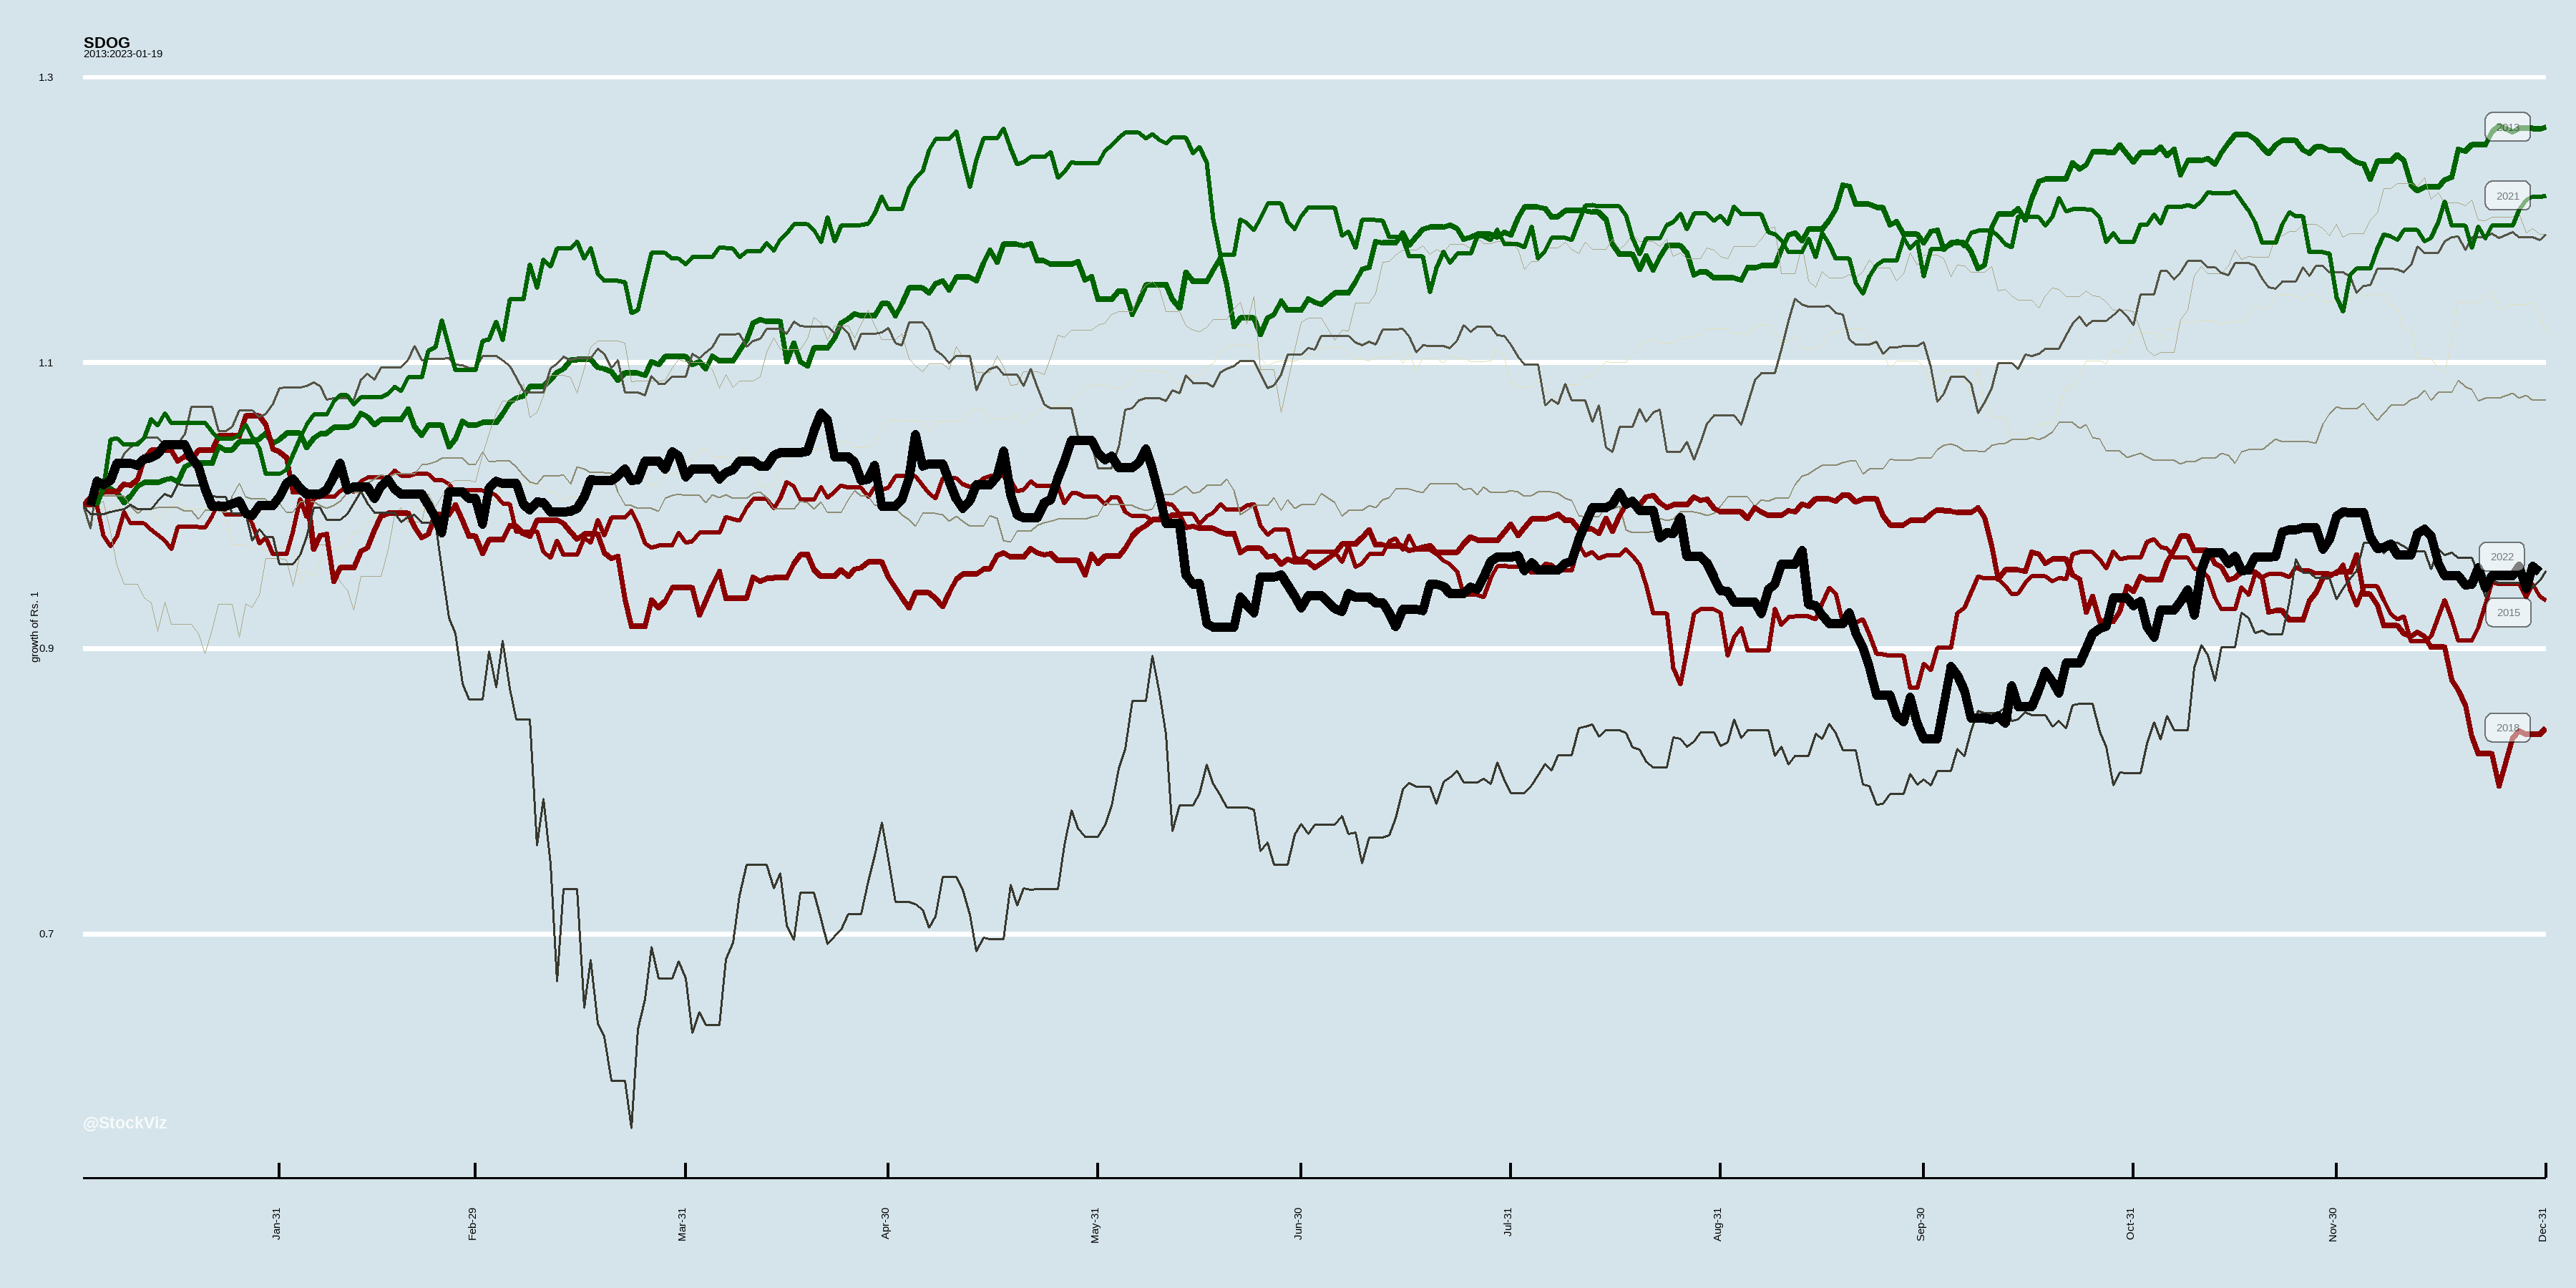 SDOG
2013:2023-01-19
1.3
2013
2021
1.1
2022
growth of Rs. 1
2015
0.9
2018
0.7
@StockViz
Jan-31
Feb-29
Mar-31
Apr-30
May-31
Jun-30
Jul-31
Aug-31
Sep-30
Oct-31
Nov-30
Dec-31